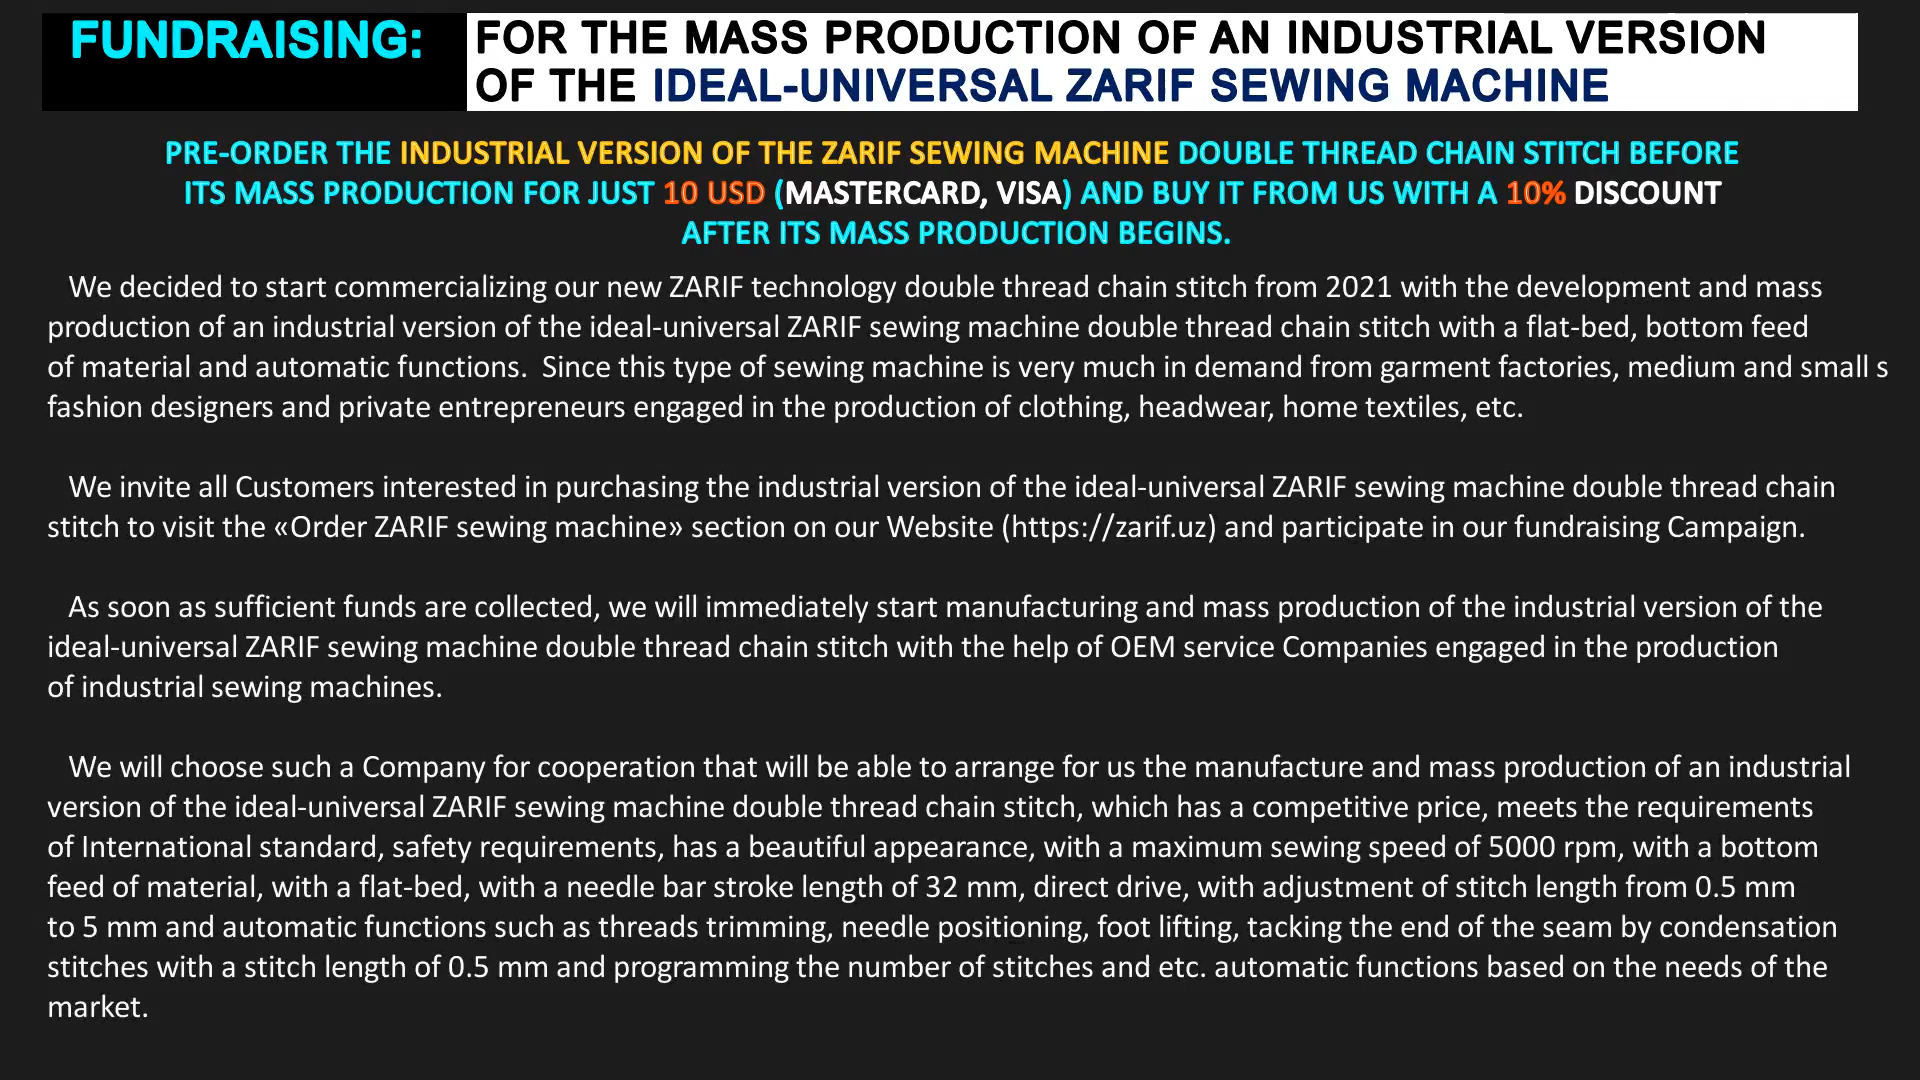 FUNDRAISING:
FOR THE MASS PRODUCTION OF AN INDUSTRIAL VERSION
OF THE IDEAL-UNIVERSAL ZARIF SEWING MACHINE
PRE-ORDER THE INDUSTRIAL VERSION OF THE ZARIF SEWING MACHINE DOUBLE THREAD CHAIN STITCH BEFORE
ITS MASS PRODUCTION FOR JUST 10 USD (MASTERCARD, VISA) AND BUY IT FROM US WITH A 10% DISCOUNT
AFTER ITS MASS PRODUCTION BEGINS.
We decided to start commercializing our new ZARIF technology double thread chain stitch from 2021 with the development and mass
production of an industrial version of the ideal-universal ZARIF sewing machine double thread chain stitch with a flat-bed, bottom feed
of material and automatic functions. Since this type of sewing machine is very much in demand from garment factories, medium and small s
fashion designers and private entrepreneurs engaged in the production of clothing, headwear, home textiles, etc.
We invite all Customers interested in purchasing the industrial version of the ideal-universal ZARIF sewing machine double thread chain
stitch to visit the «Order ZARIF sewing machine» section on our Website (https://zarif.uz) and participate in our fundraising Campaign.
As soon as sufficient funds are collected, we will immediately start manufacturing and mass production of the industrial version of the
ideal-universal ZARIF sewing machine double thread chain stitch with the help of OEM service Companies engaged in the production
of industrial sewing machines.
We will choose such a Company for cooperation that will be able to arrange for us the manufacture and mass production of an industrial
version of the ideal-universal ZARIF sewing machine double thread chain stitch, which has a competitive price, meets the requirements
of International standard, safety requirements, has a beautiful appearance, with a maximum sewing speed of 5000 rpm, with a bottom
feed of material, with a flat-bed, with a needle bar stroke length of 32 mm, direct drive, with adjustment of stitch length from 0.5 mm
to 5 mm and automatic functions such as threads trimming, needle positioning, foot lifting, tacking the end of the seam by condensation
stitches with a stitch length of 0.5 mm and programming the number of stitches and etc. automatic functions based on the needs of the
market.